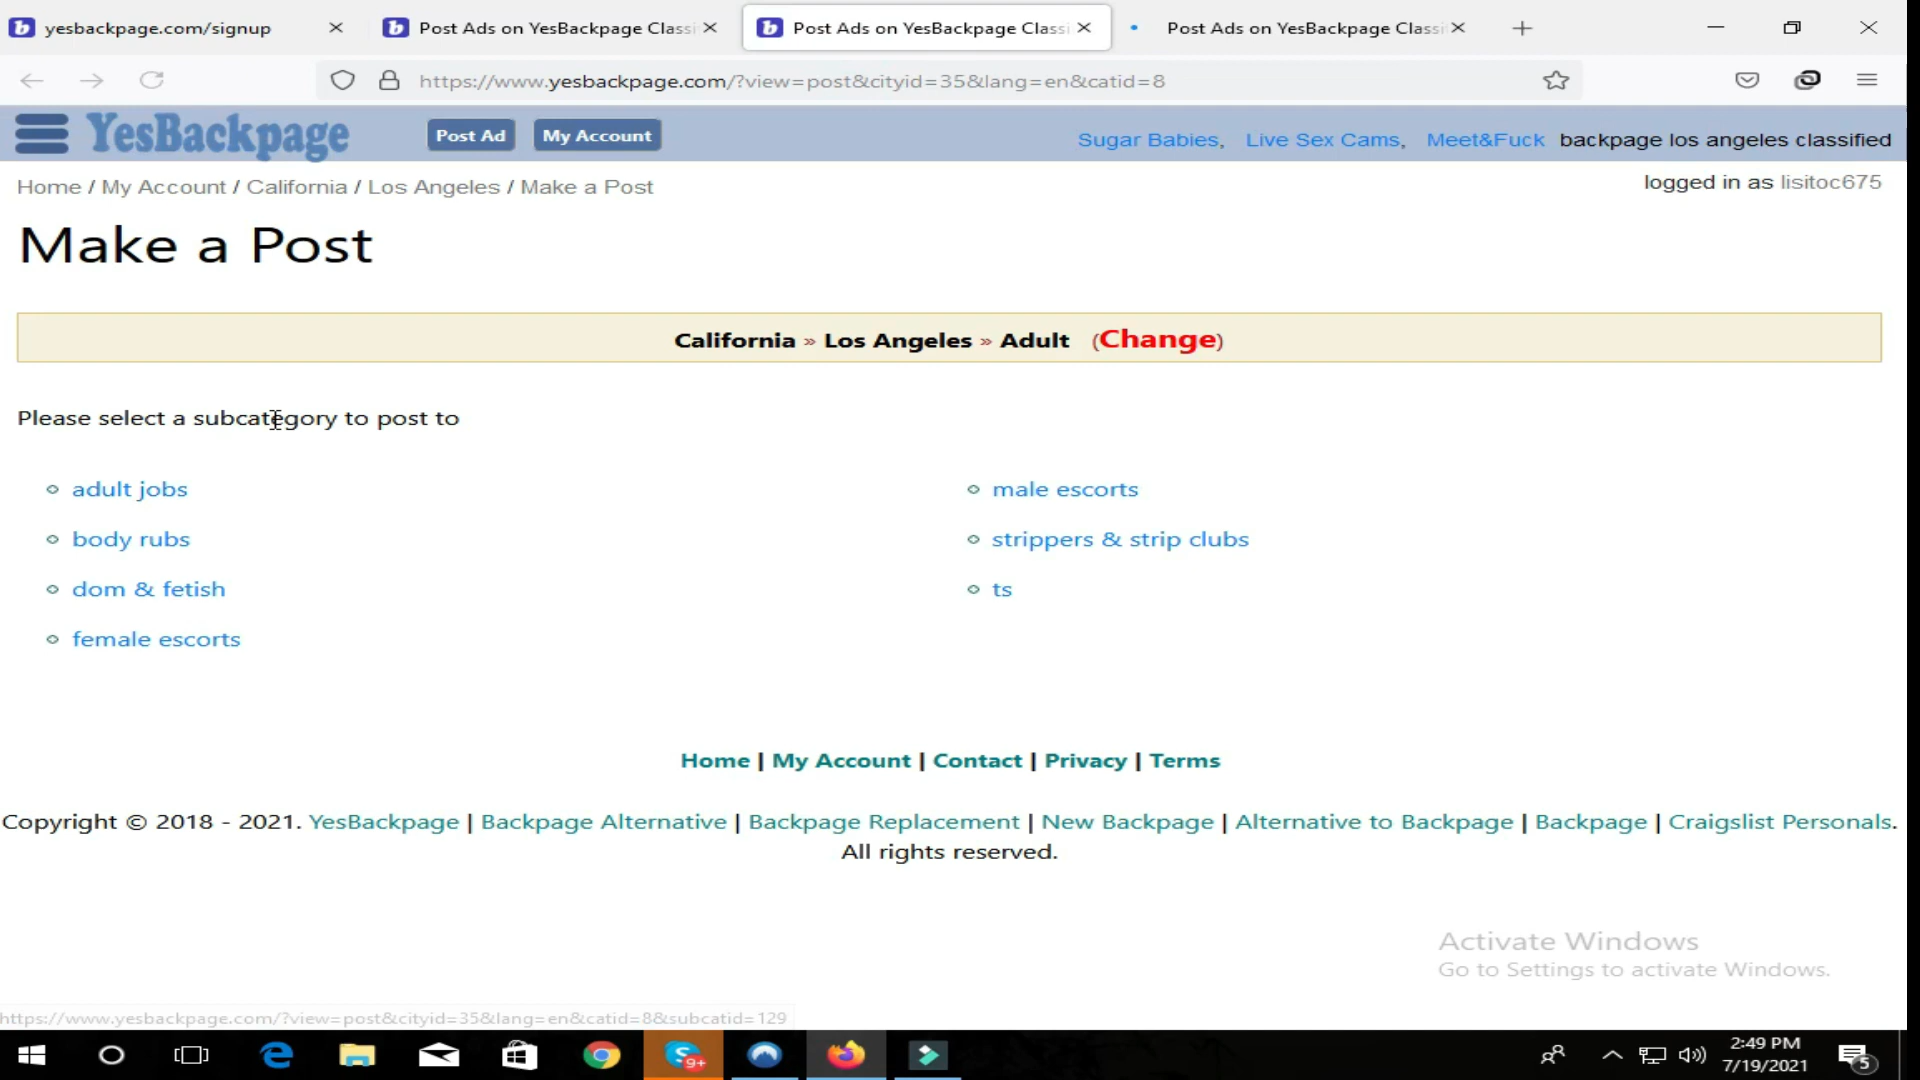 yesbackpage.com/signup
Post Ads on YesBackpage Classi
Post Ads on YesBackpage Classi
Post Ads on YesBackpage Classi
https://www.yesbackpage.com/?view=post&cityid=35&lang=en&catid=8
YesBackpage
Post Ad
My Account
Sugar Babies, Live Sex Cams, Meet&Fuck backpage los angeles classified
Home / My Account / California / Los Angeles / Make a Post
logged in as lisitoc675
Make a Post
California » Los Angeles » Adult (Change)
Please select a subcategory to post to
adult jobs
body rubs
dom & fetish
female escorts
male escorts
strippers & strip clubs
ts
Home | My Account | Contact | Privacy | Terms
Copyright © 2018 - 2021. YesBackpage | Backpage Alternative | Backpage Replacement | New Backpage | Alternative to Backpage | Backpage | Craigslist Personals.
All rights reserved.
Activate Windows
Go to Settings to activate Windows.
https://www.yesbackpage.com/?view=post&cityid=35&lang=en&catid=8&subcatid=129
9+
2:49 PM
7/19/2021
5